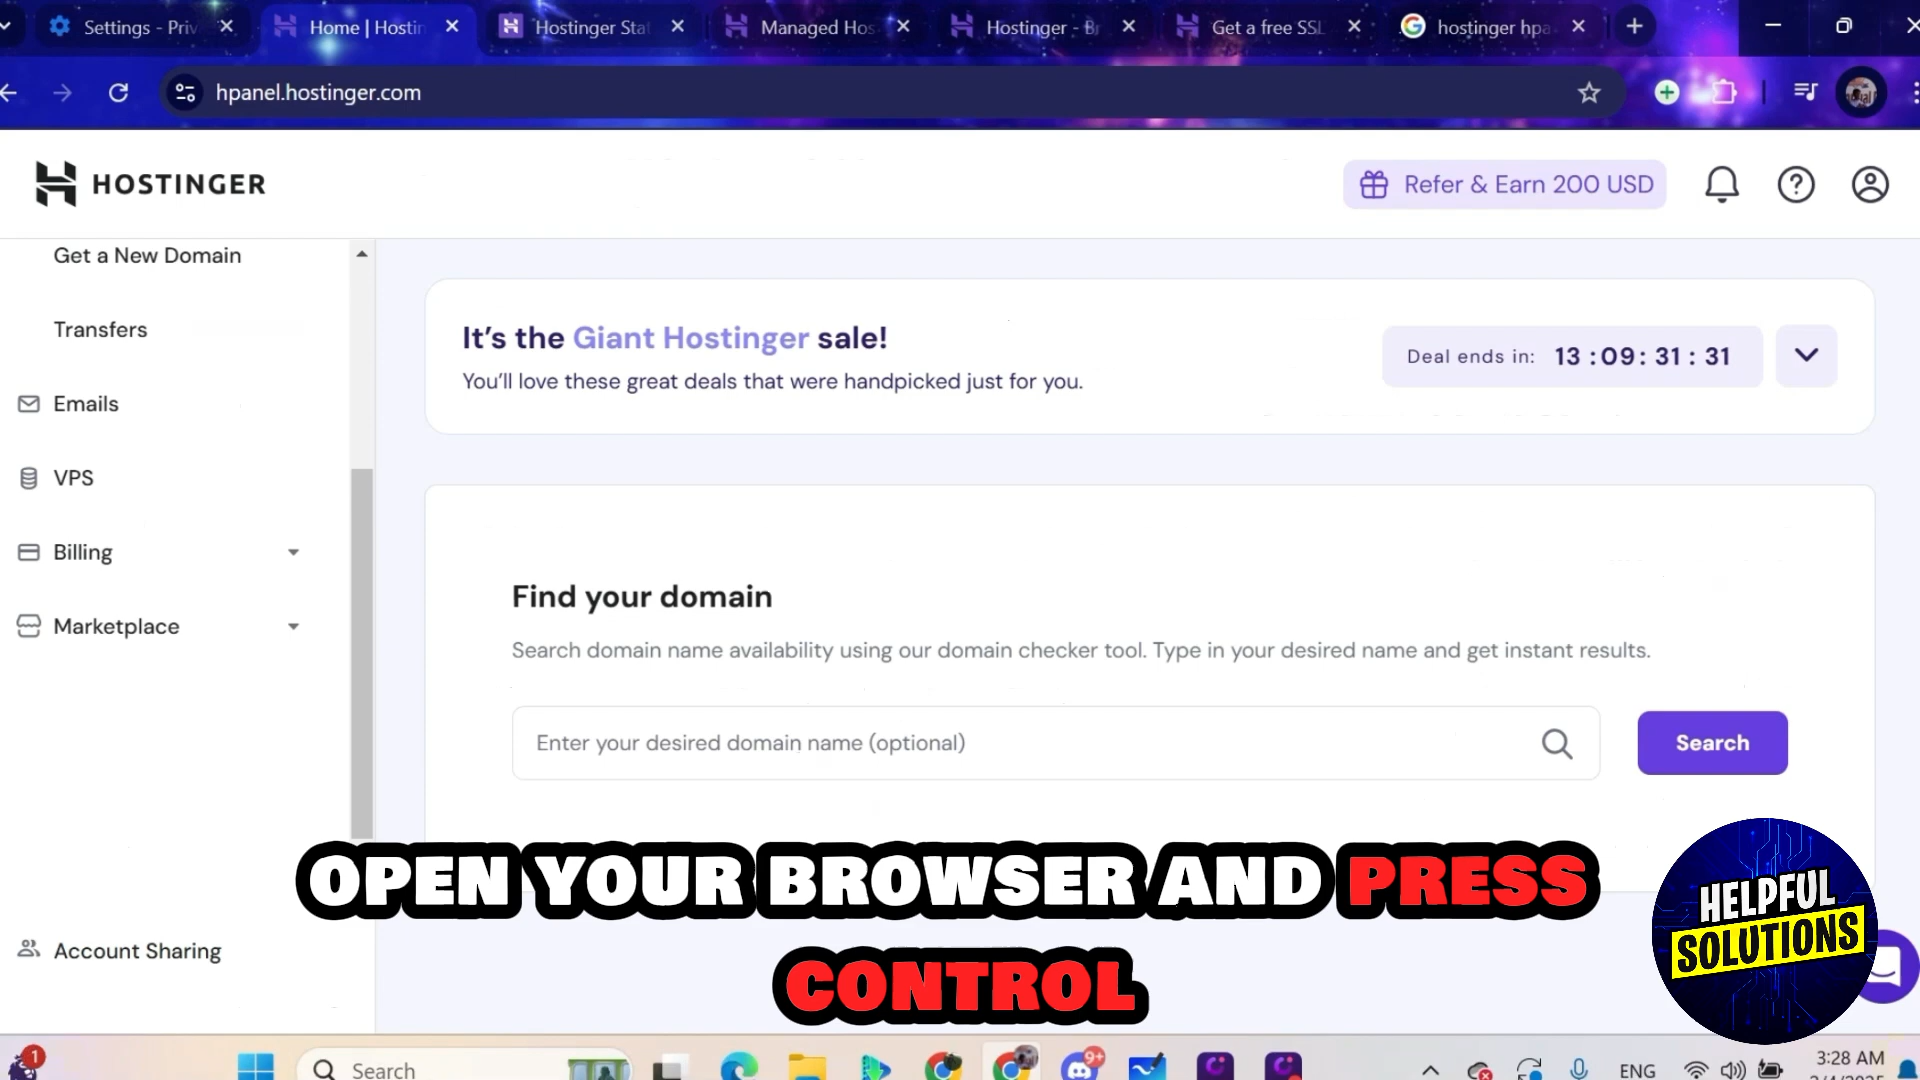 Settings - Priv
Home | Hostin
Hostinger Stat
Managed Hos
Hostinger - Br
Get a free SSL
hostinger hpa
hpanel.hostinger.com
HOSTINGER
Refer & Earn 200 USD
Get a New Domain
Transfers
Emails
VPS
Billing
Marketplace
Account Sharing
It's the Giant Hostinger sale!
You'll love these great deals that were handpicked just for you.
Deal ends in: 13 : 09 : 31 : 31
Find your domain
Search domain name availability using our domain checker tool. Type in your desired name and get instant results.
Enter your desired domain name (optional)
Search
OPEN YOUR BROWSER AND PRESS
CONTROL
HELPFUL
SOLUTIONS
1
Search
9+
ENG
3:28 AM